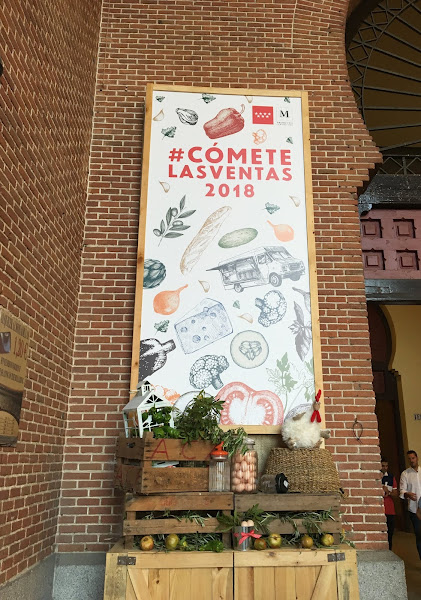 M
#CÓMETE
LASVENTAS
2018